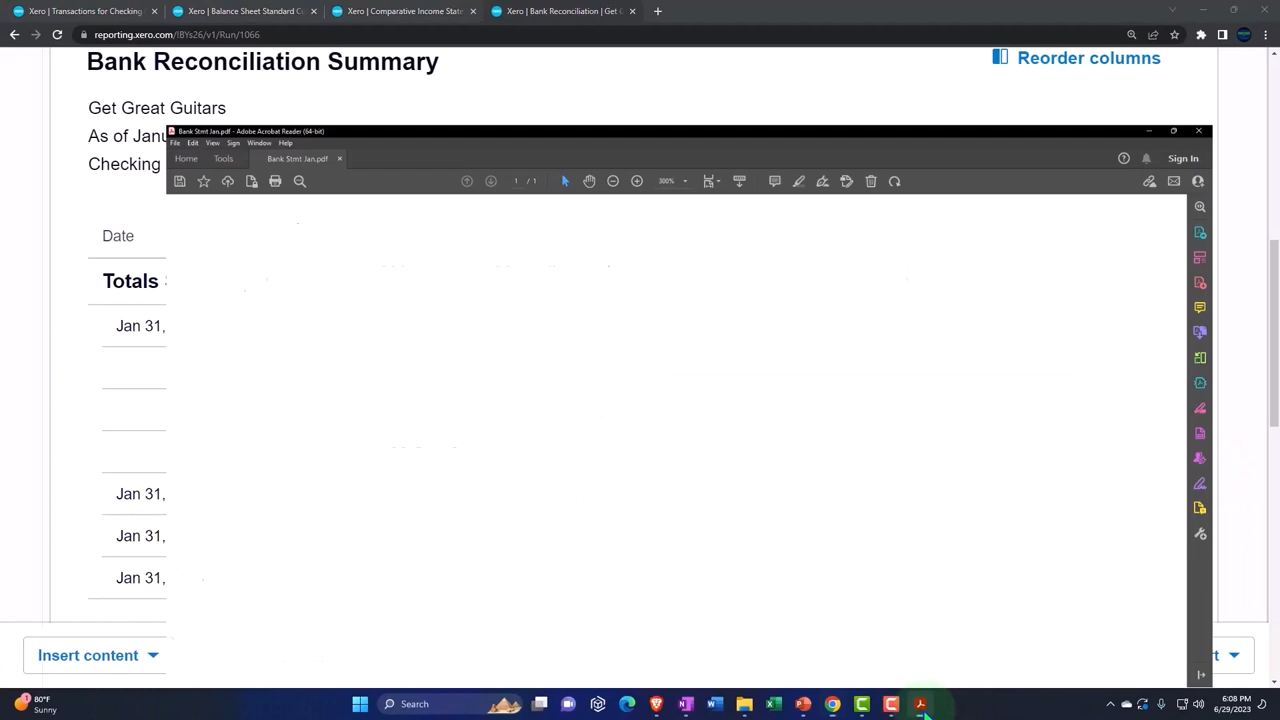 Xero | Transactions for Checking
Xero | Balance Sheet Standard C
Xero | Comparative Income State
Xero | Bank Reconciliation | Get G
reporting.xero.com/IBYs26/v1/Run/1066
Bank Reconciliation Summary
Reorder columns
Get Great Guitars
As of Janu
Checking
Bank Stmt Jan.pdf - Adobe Acrobat Reader (64-bit)
File Edit View Sign Window Help
Home Tools Bank Stmt Jan.pdf Sign In
1 / 1 300%
Date
Totals
Jan 31,
Jan 31,
Jan 31,
Jan 31,
Insert content
rt
80°F
Sunny
Search
6:08 PM
6/29/2023